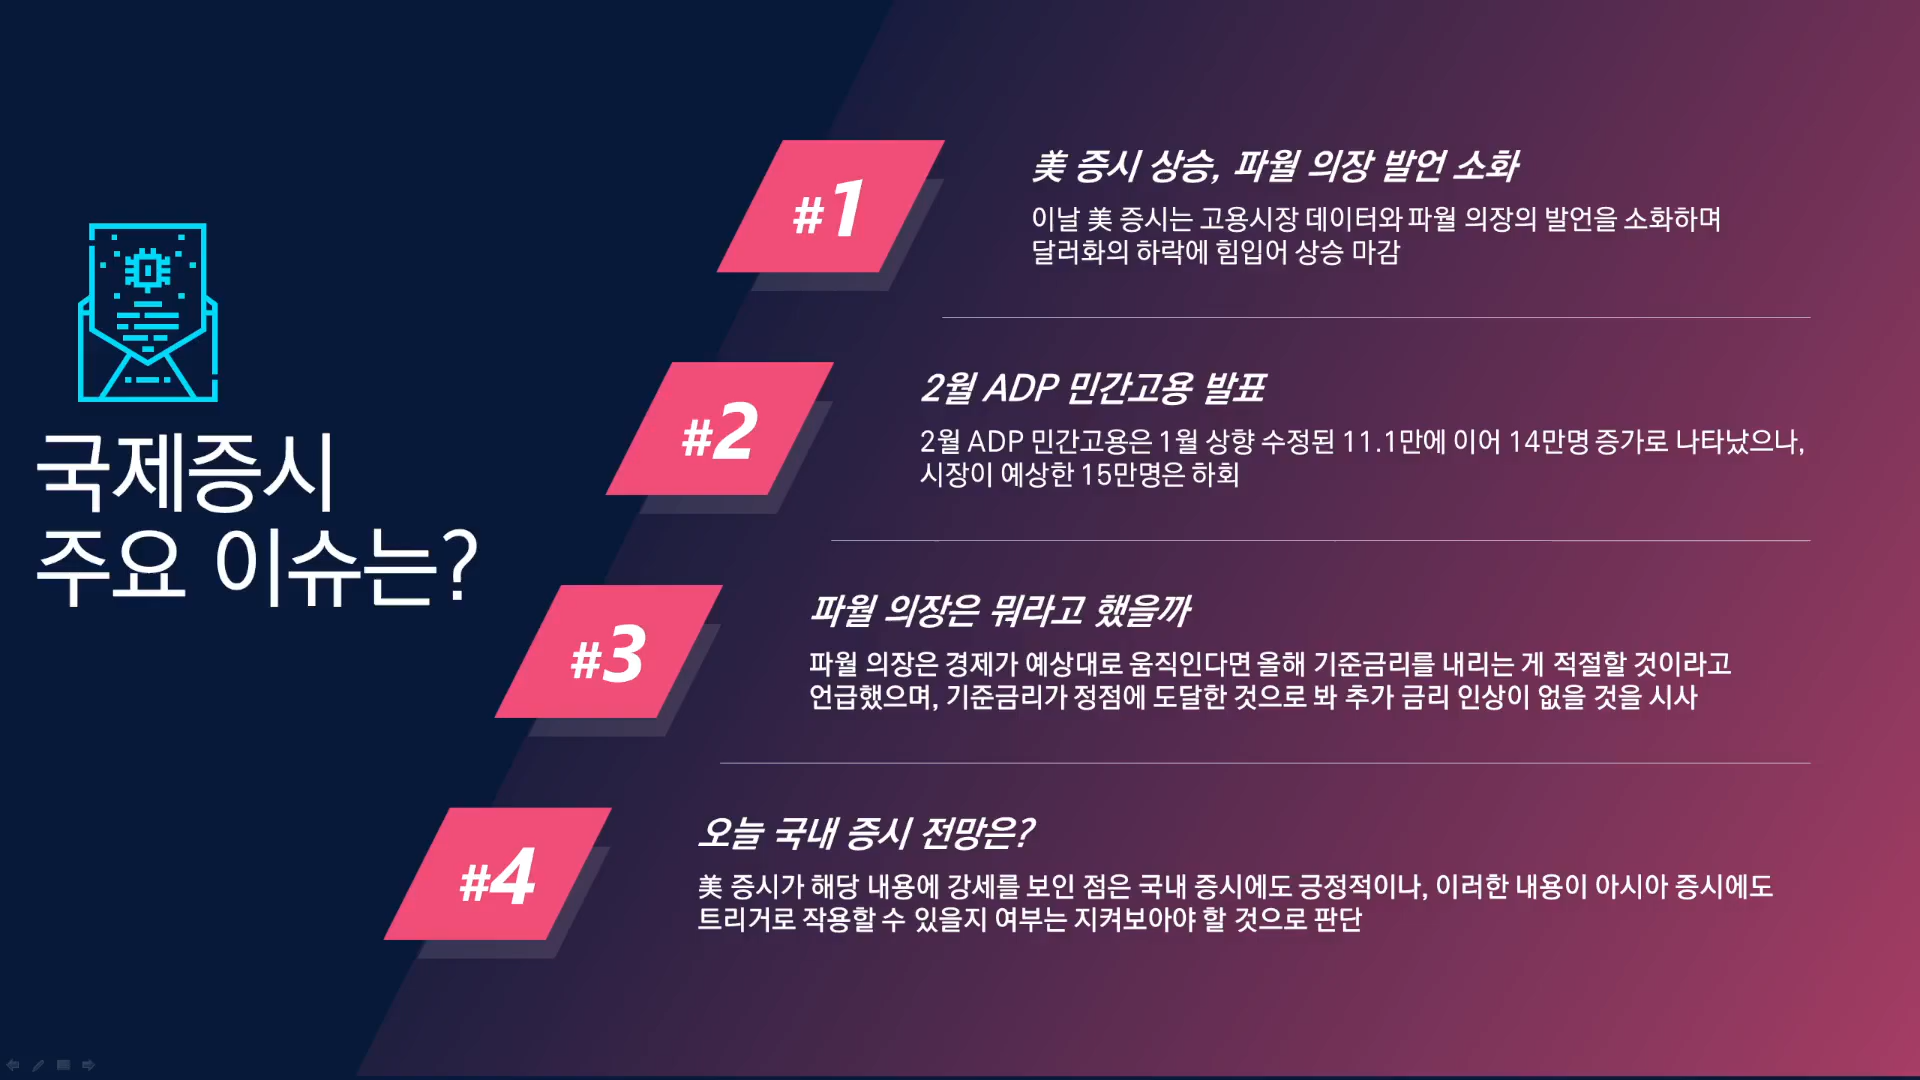 국제증시
주요 이슈는?
#1
美 증시 상승, 파월 의장 발언 소화
이날 美 증시는 고용시장 데이터와 파월 의장의 발언을 소화하며
달러화의 하락에 힘입어 상승 마감
#2
2월 ADP 민간고용 발표
2월 ADP 민간고용은 1월 상향 수정된 11.1만에 이어 14만명 증가로 나타났으나,
시장이 예상한 15만명은 하회
#3
파월 의장은 뭐라고 했을까
파월 의장은 경제가 예상대로 움직인다면 올해 기준금리를 내리는 게 적절할 것이라고
언급했으며, 기준금리가 정점에 도달한 것으로 봐 추가 금리 인상이 없을 것을 시사
#4
오늘 국내 증시 전망은?
美 증시가 해당 내용에 강세를 보인 점은 국내 증시에도 긍정적이나, 이러한 내용이 아시아 증시에도
트리거로 작용할 수 있을지 여부는 지켜보아야 할 것으로 판단